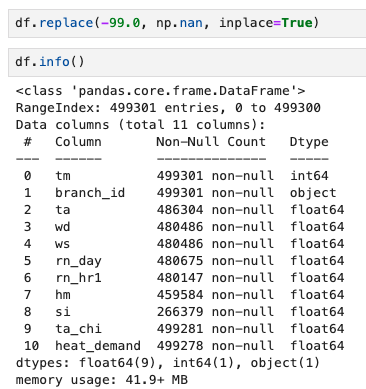 df.replace(-99.0, np.nan, inplace=True)
df.info()
<class 'pandas.core.frame.DataFrame'>
RangeIndex: 499301 entries, 0 to 499300
Data columns (total 11 columns):
 #   Column       Non-Null Count   Dtype
---  ------       --------------   -----
 0   tm           499301 non-null  int64
 1   branch_id    499301 non-null  object
 2   ta           486304 non-null  float64
 3   wd           480486 non-null  float64
 4   ws           480486 non-null  float64
 5   rn_day       480675 non-null  float64
 6   rn_hr1       480147 non-null  float64
 7   hm           459584 non-null  float64
 8   si           266379 non-null  float64
 9   ta_chi       499281 non-null  float64
 10  heat_demand  499278 non-null  float64
dtypes: float64(9), int64(1), object(1)
memory usage: 41.9+ MB